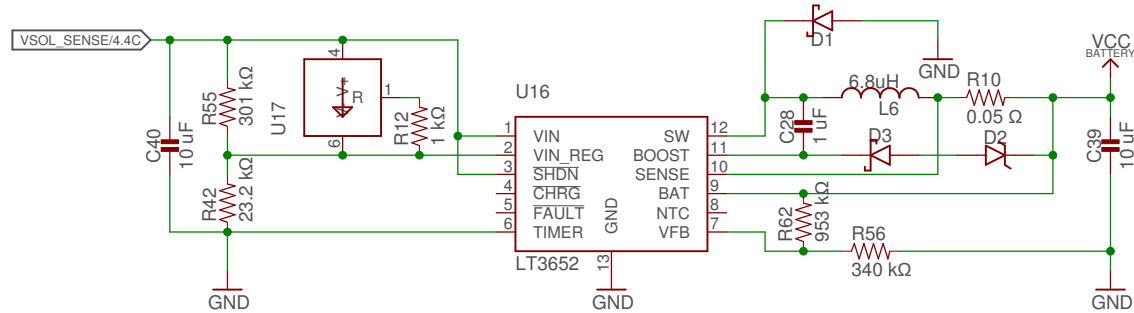 VSOL_SENSE/4.4C
C40
10 uF
R55
301 kΩ
R42
23.2 kΩ
GND
U17
4
V+
R
1
6
R12
1 kΩ
U16
1
VIN
2
VIN_REG
3
SHDN
4
CHRG
5
FAULT
6
TIMER
GND
13
LT3652
GND
SW
12
BOOST
11
SENSE
10
BAT
9
NTC
8
VFB
7
D1
GND
6.8uH
L6
C28
1 uF
D3
R10
0.05 Ω
D2
VCC
BATTERY
C39
10 uF
R62
953 kΩ
R56
340 kΩ
GND